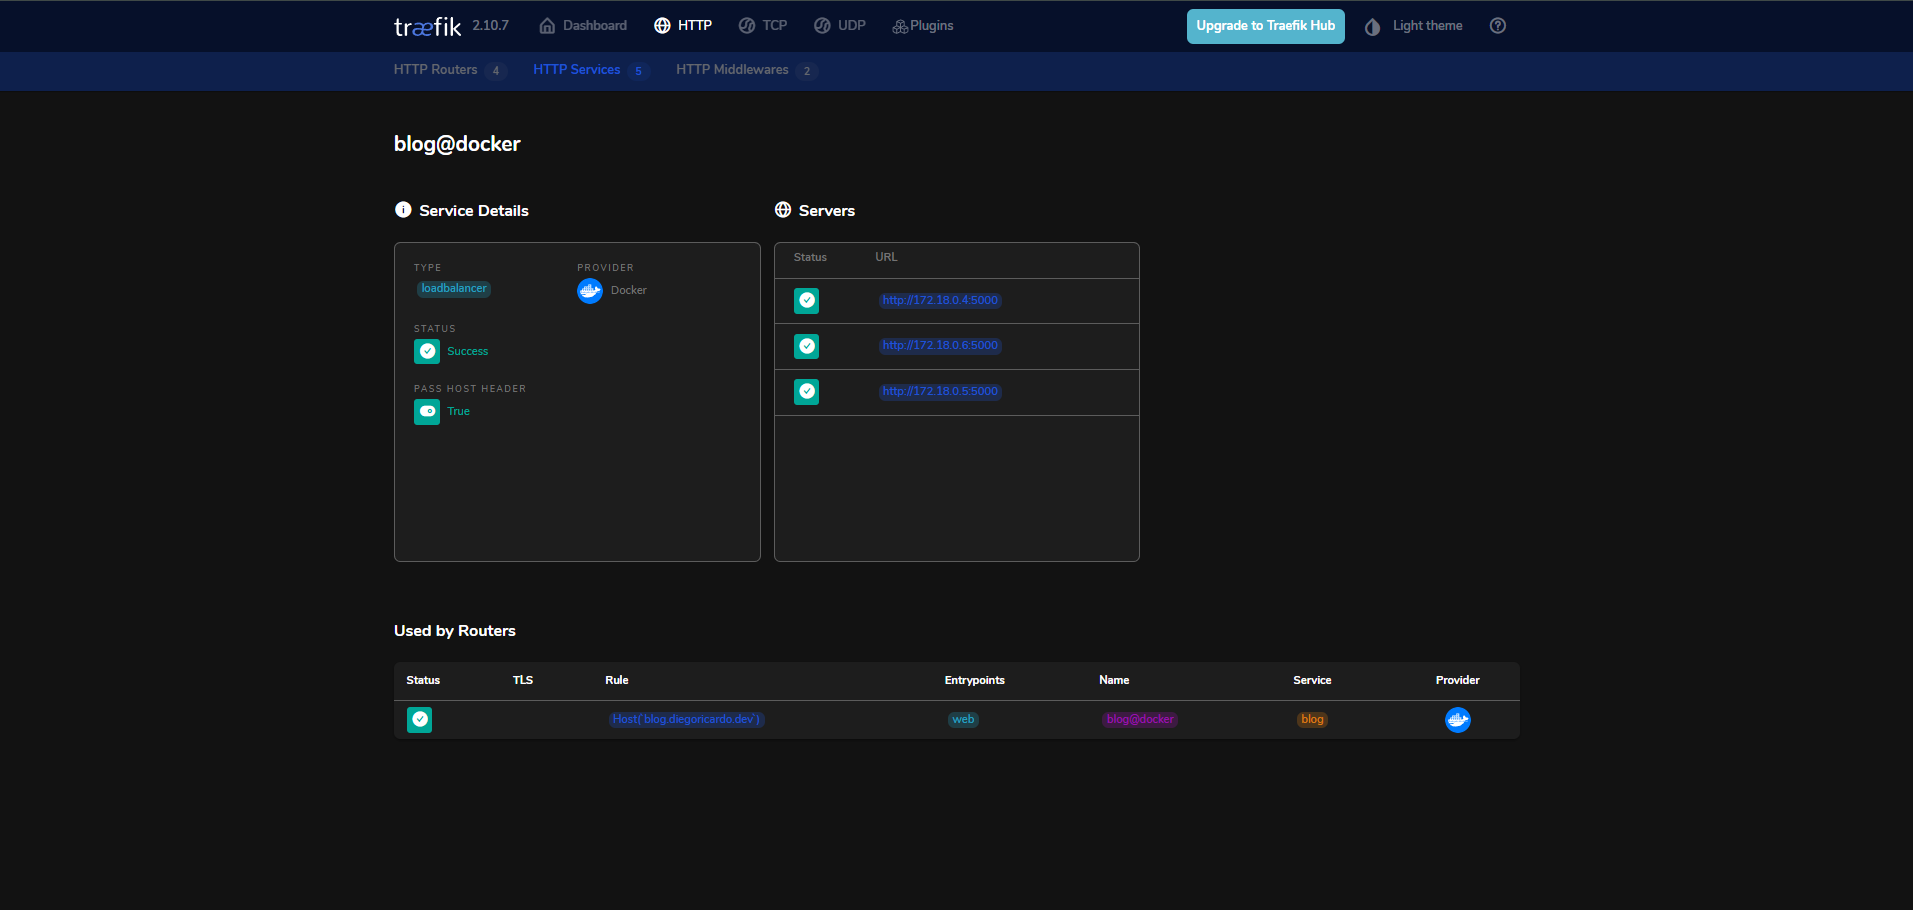 træfik 2.10.7 Dashboard HTTP TCP UDP Plugins Upgrade to Traefik Hub Light theme
HTTP Routers 4 HTTP Services 5 HTTP Middlewares 2
blog@docker
Service Details
TYPE PROVIDER
loadbalancer Docker
STATUS
Success
PASS HOST HEADER
True
Servers
Status URL
http://172.18.0.4:5000
http://172.18.0.6:5000
http://172.18.0.5:5000
Used by Routers
Status TLS Rule Entrypoints Name Service Provider
Host(`blog.diegoricardo.dev`) web blog@docker blog